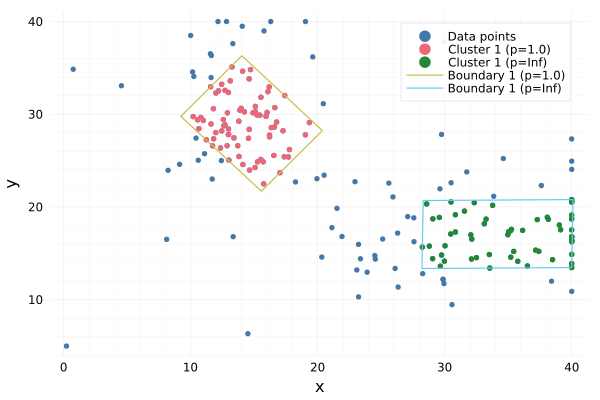 Data points
Cluster 1 (p=1.0)
Cluster 1 (p=Inf)
Boundary 1 (p=1.0)
Boundary 1 (p=Inf)
40
30
20
10
y
0 10 20 30 40
x